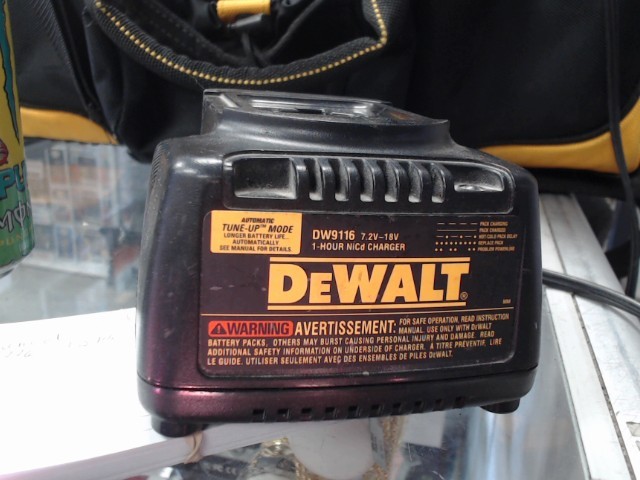 AUTOMATIC
TUNE-UP™ MODE
LONGER BATTERY LIFE...
AUTOMATICALLY
SEE MANUAL FOR DETAILS
DW9116 7.2V-18V
1-HOUR NiCd CHARGER
PACK CHARGING
PACK CHARGED
HOT/COLD PACK DELAY
REPLACE PACK
PROBLEM POWERLINE
DEWALT®
WARNING AVERTISSEMENT: FOR SAFE OPERATION, READ INSTRUCTION
MANUAL. USE ONLY WITH DeWALT
BATTERY PACKS. OTHERS MAY BURST CAUSING PERSONAL INJURY AND DAMAGE. READ
ADDITIONAL SAFETY INFORMATION ON UNDERSIDE OF CHARGER. A TITRE PRÉVENTIF, LIRE
LE GUIDE. UTILISER SEULEMENT AVEC DES ENSEMBLES DE PILES DeWALT.